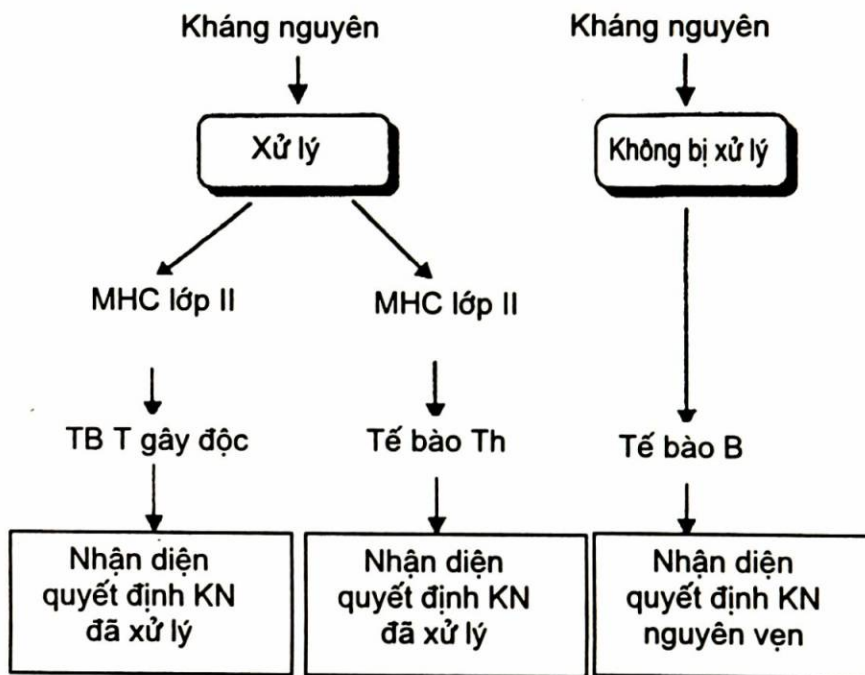 Kháng nguyên
Kháng nguyên
Xử lý
Không bị xử lý
MHC lớp II
MHC lớp II
TB T gây độc
Tế bào Th
Tế bào B
Nhận diện
quyết định KN
đã xử lý
Nhận diện
quyết định KN
đã xử lý
Nhận diện
quyết định KN
nguyên vẹn